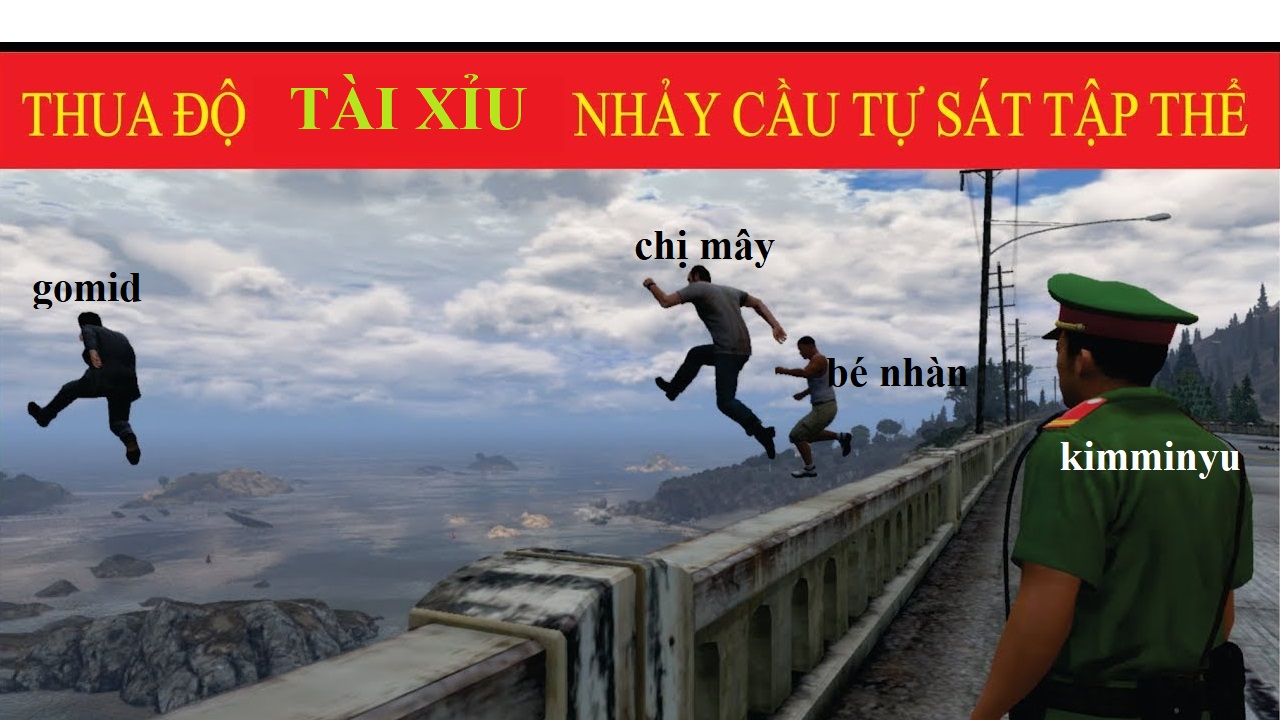 THUA ĐỘ TÀI XỈU NHẢY CẦU TỰ SÁT TẬP THỂ
chị mây
gomid
bé nhàn
kimminyu